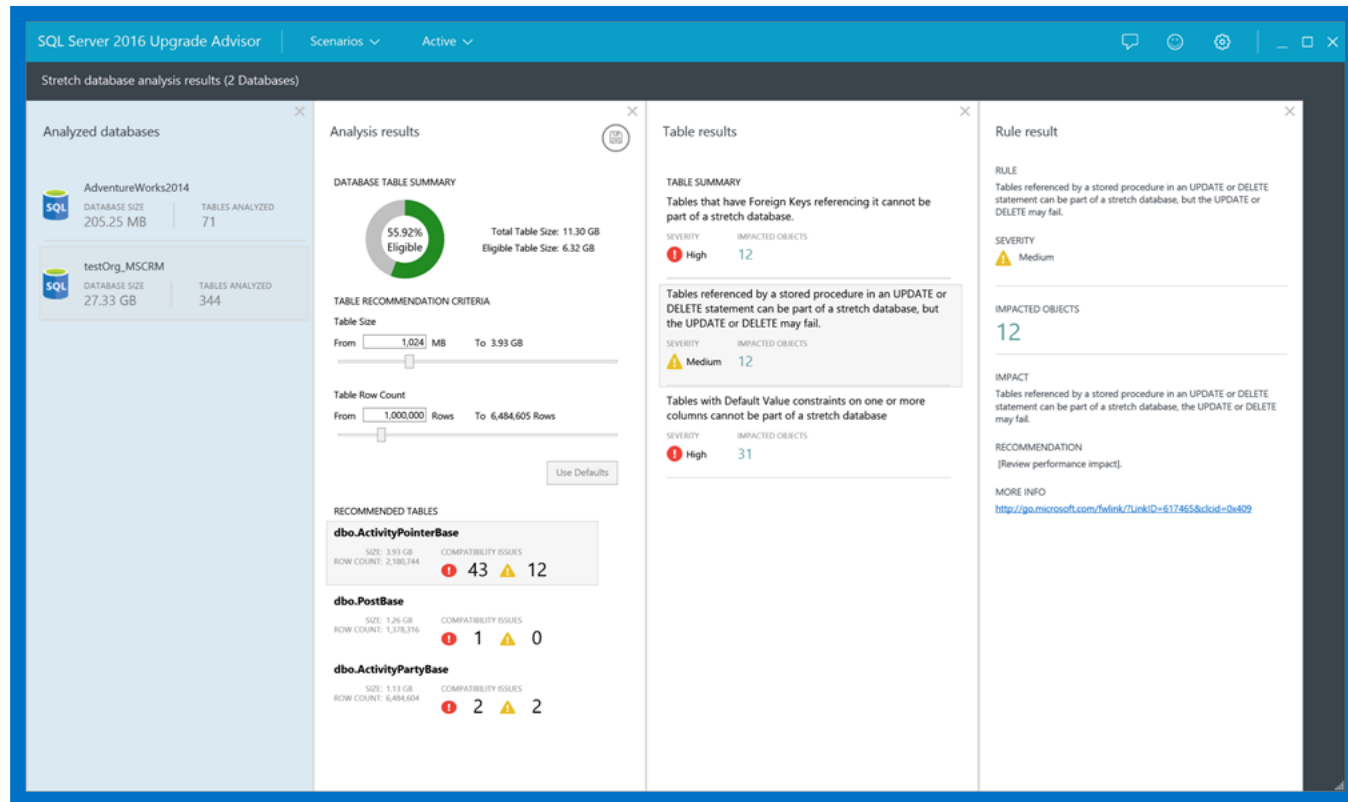 SQL Server 2016 Upgrade Advisor
Scenarios
Active
Stretch database analysis results (2 Databases)
Analyzed databases
AdventureWorks2014
SQL
DATABASE SIZE
205.25 MB
TABLES ANALYZED
71
testOrg_MSCRM
SQL
DATABASE SIZE
27.33 GB
TABLES ANALYZED
344
Analysis results
DATABASE TABLE SUMMARY
55.92%
Eligible
Total Table Size: 11.30 GB
Eligible Table Size: 6.32 GB
TABLE RECOMMENDATION CRITERIA
Table Size
From 1,024 MB To 3.93 GB
Table Row Count
From 1,000,000 Rows To 6,484,605 Rows
Use Defaults
RECOMMENDED TABLES
dbo.ActivityPointerBase
SIZE: 3.93 GB
ROW COUNT: 2,180,744
COMPATIBILITY ISSUES
43 12
dbo.PostBase
SIZE: 1.26 GB
ROW COUNT: 1,378,316
COMPATIBILITY ISSUES
1 0
dbo.ActivityPartyBase
SIZE: 1.13 GB
ROW COUNT: 6,484,604
COMPATIBILITY ISSUES
2 2
Table results
TABLE SUMMARY
Tables that have Foreign Keys referencing it cannot be
part of a stretch database.
SEVERITY IMPACTED OBJECTS
High 12
Tables referenced by a stored procedure in an UPDATE or
DELETE statement can be part of a stretch database, but
the UPDATE or DELETE may fail.
SEVERITY IMPACTED OBJECTS
Medium 12
Tables with Default Value constraints on one or more
columns cannot be part of a stretch database
SEVERITY IMPACTED OBJECTS
High 31
Rule result
RULE
Tables referenced by a stored procedure in an UPDATE or DELETE
statement can be part of a stretch database, but the UPDATE or
DELETE may fail.
SEVERITY
Medium
IMPACTED OBJECTS
12
IMPACT
Tables referenced by a stored procedure in an UPDATE or DELETE
statement can be part of a stretch database, the UPDATE or DELETE
may fail.
RECOMMENDATION
[Review performance impact].
MORE INFO
http://go.microsoft.com/fwlink/?LinkID=617465&clcid=0x409